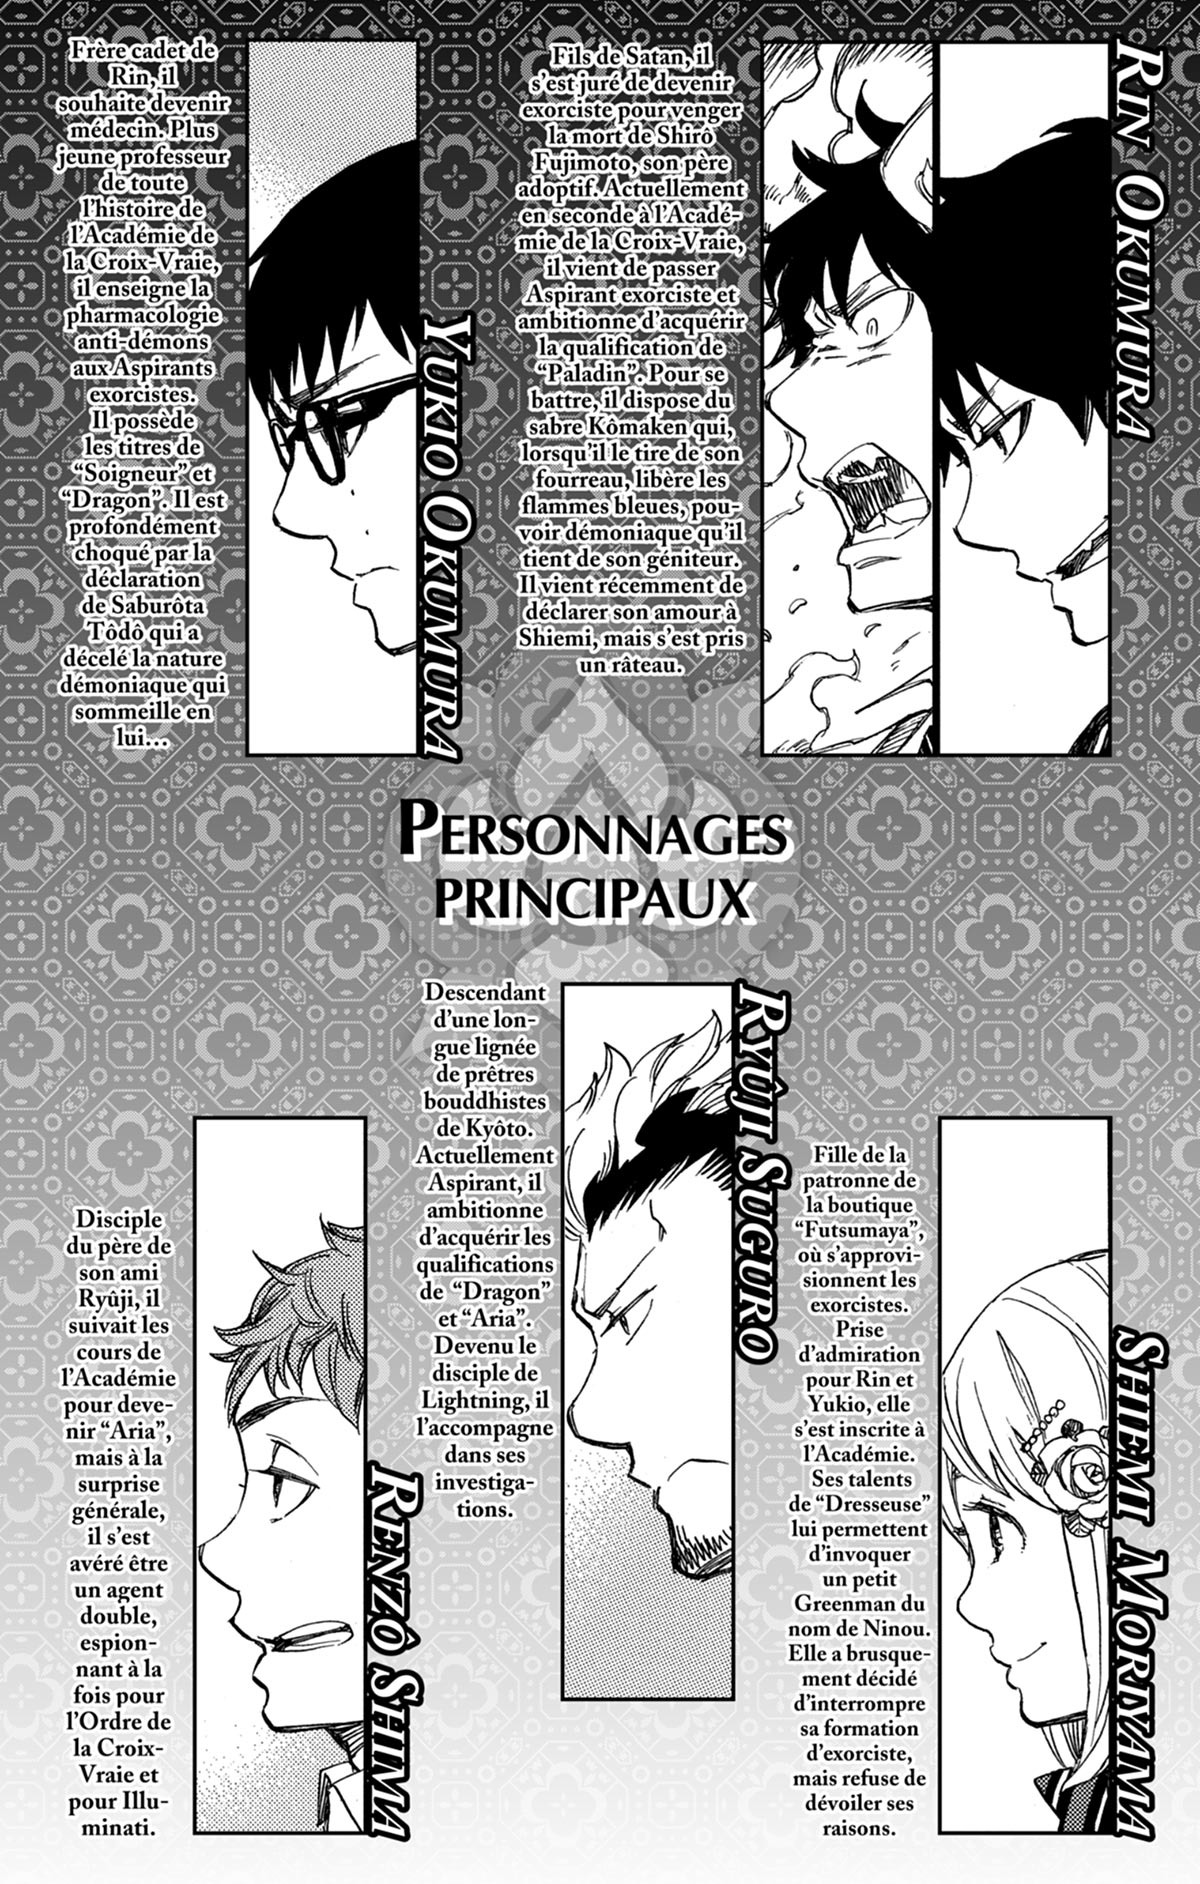 Rin Okumura
Fils de Satan, il
s'est juré de devenir
exorciste pour venger
la mort de Shirô
Fujimoto, son père
adoptif. Actuellement
en seconde à l'Acadé-
mie de la Croix-Vraie,
il vient de passer
Aspirant exorciste et
ambitionne d'acquérir
la qualification de
“Paladin”. Pour se
battre, il dispose du
sabre Kômaken qui,
lorsqu'il le tire de son
fourreau, libère les
flammes bleues, pou-
voir démoniaque qu'il
tient de son géniteur.
Il vient récemment de
déclarer son amour à
Shiemi, mais s'est pris
un râteau.
Yukio Okumura
Frère cadet de
Rin, il
souhaite devenir
médecin. Plus
jeune professeur
de toute
l'histoire de
l'Académie de
la Croix-Vraie,
il enseigne la
pharmacologie
anti-démons
aux Aspirants
exorcistes.
Il possède
les titres de
“Soigneur” et
“Dragon”. Il est
profondément
choqué par la
déclaration
de Saburôta
Tôdô qui a
décelé la nature
démoniaque qui
sommeille en
lui...
Personnages
principaux
Shiemi Moriyama
Fille de la
patronne de
la boutique
“Futsumaya”,
où s'approvi-
sionnent les
exorcistes.
Prise
d'admiration
pour Rin et
Yukio, elle
s'est inscrite à
l'Académie.
Ses talents
de “Dresseuse”
lui permettent
d'invoquer
un petit
Greenman du
nom de Ninou.
Elle a brusque-
ment décidé
d'interrompre
sa formation
d'exorciste,
mais refuse de
dévoiler ses
raisons.
Ryûji Suguro
Descendant
d'une lon-
gue lignée
de prêtres
bouddhistes
de Kyôto.
Actuellement
Aspirant, il
ambitionne
d'acquérir les
qualifications
de “Dragon”
et “Aria”.
Devenu le
disciple de
Lightning, il
l'accompagne
dans ses
investiga-
tions.
Renzô Shima
Disciple
du père de
son ami
Ryûji, il
suivait les
cours de
l'Académie
pour deve-
nir “Aria”,
mais à la
surprise
générale,
il s'est
avéré être
un agent
double,
espion-
nant à la
fois pour
l'Ordre de
la Croix-
Vraie et
pour Illu-
minati.